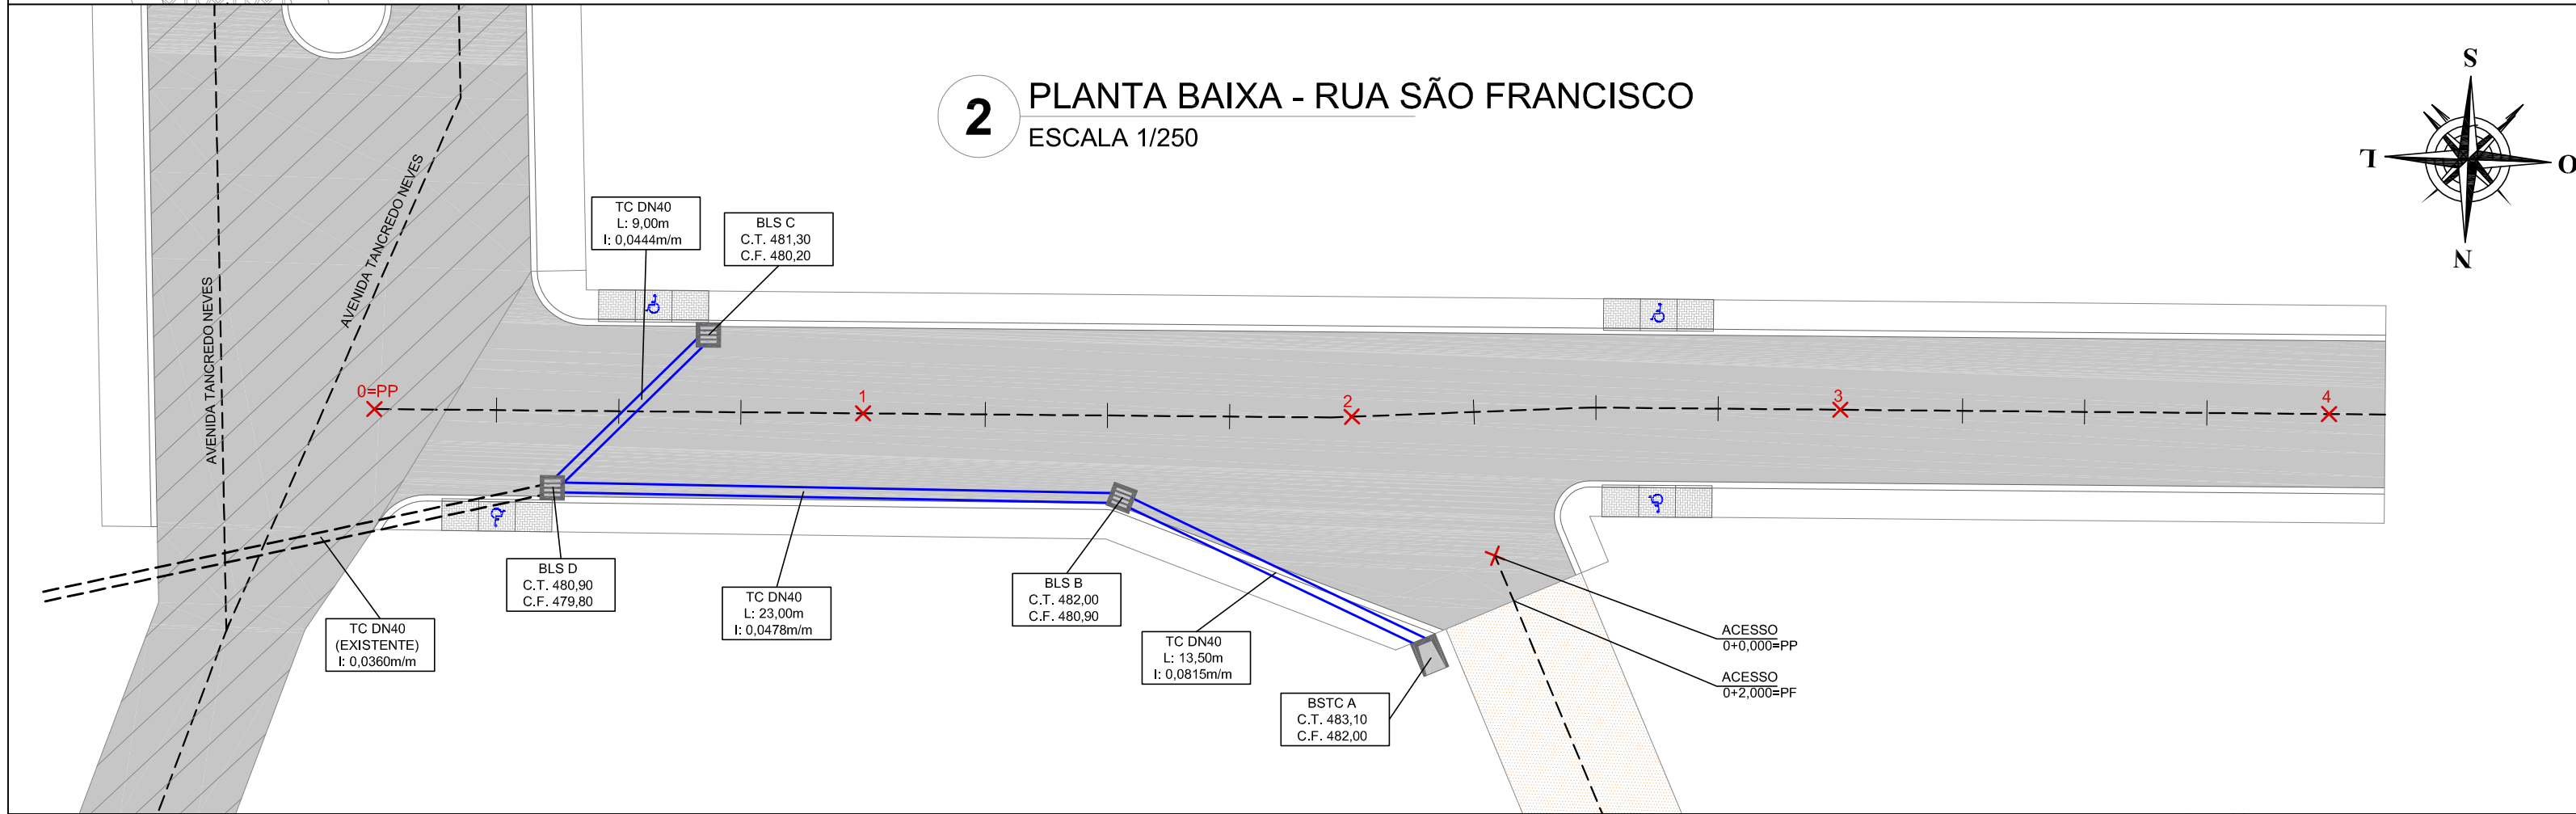 2
PLANTA BAIXA - RUA SÃO FRANCISCO
ESCALA 1/250
S
L
O
N
AVENIDA TANCREDO NEVES
AVENIDA TANCREDO NEVES
TC DN40
L: 9,00m
I: 0,0444m/m
BLS C
C.T. 481,30
C.F. 480,20
0=PP
1
2
3
4
BLS D
C.T. 480,90
C.F. 479,80
TC DN40
(EXISTENTE)
I: 0,0360m/m
TC DN40
L: 23,00m
I: 0,0478m/m
BLS B
C.T. 482,00
C.F. 480,90
TC DN40
L: 13,50m
I: 0,0815m/m
BSTC A
C.T. 483,10
C.F. 482,00
ACESSO
0+0,000=PP
ACESSO
0+2,000=PF